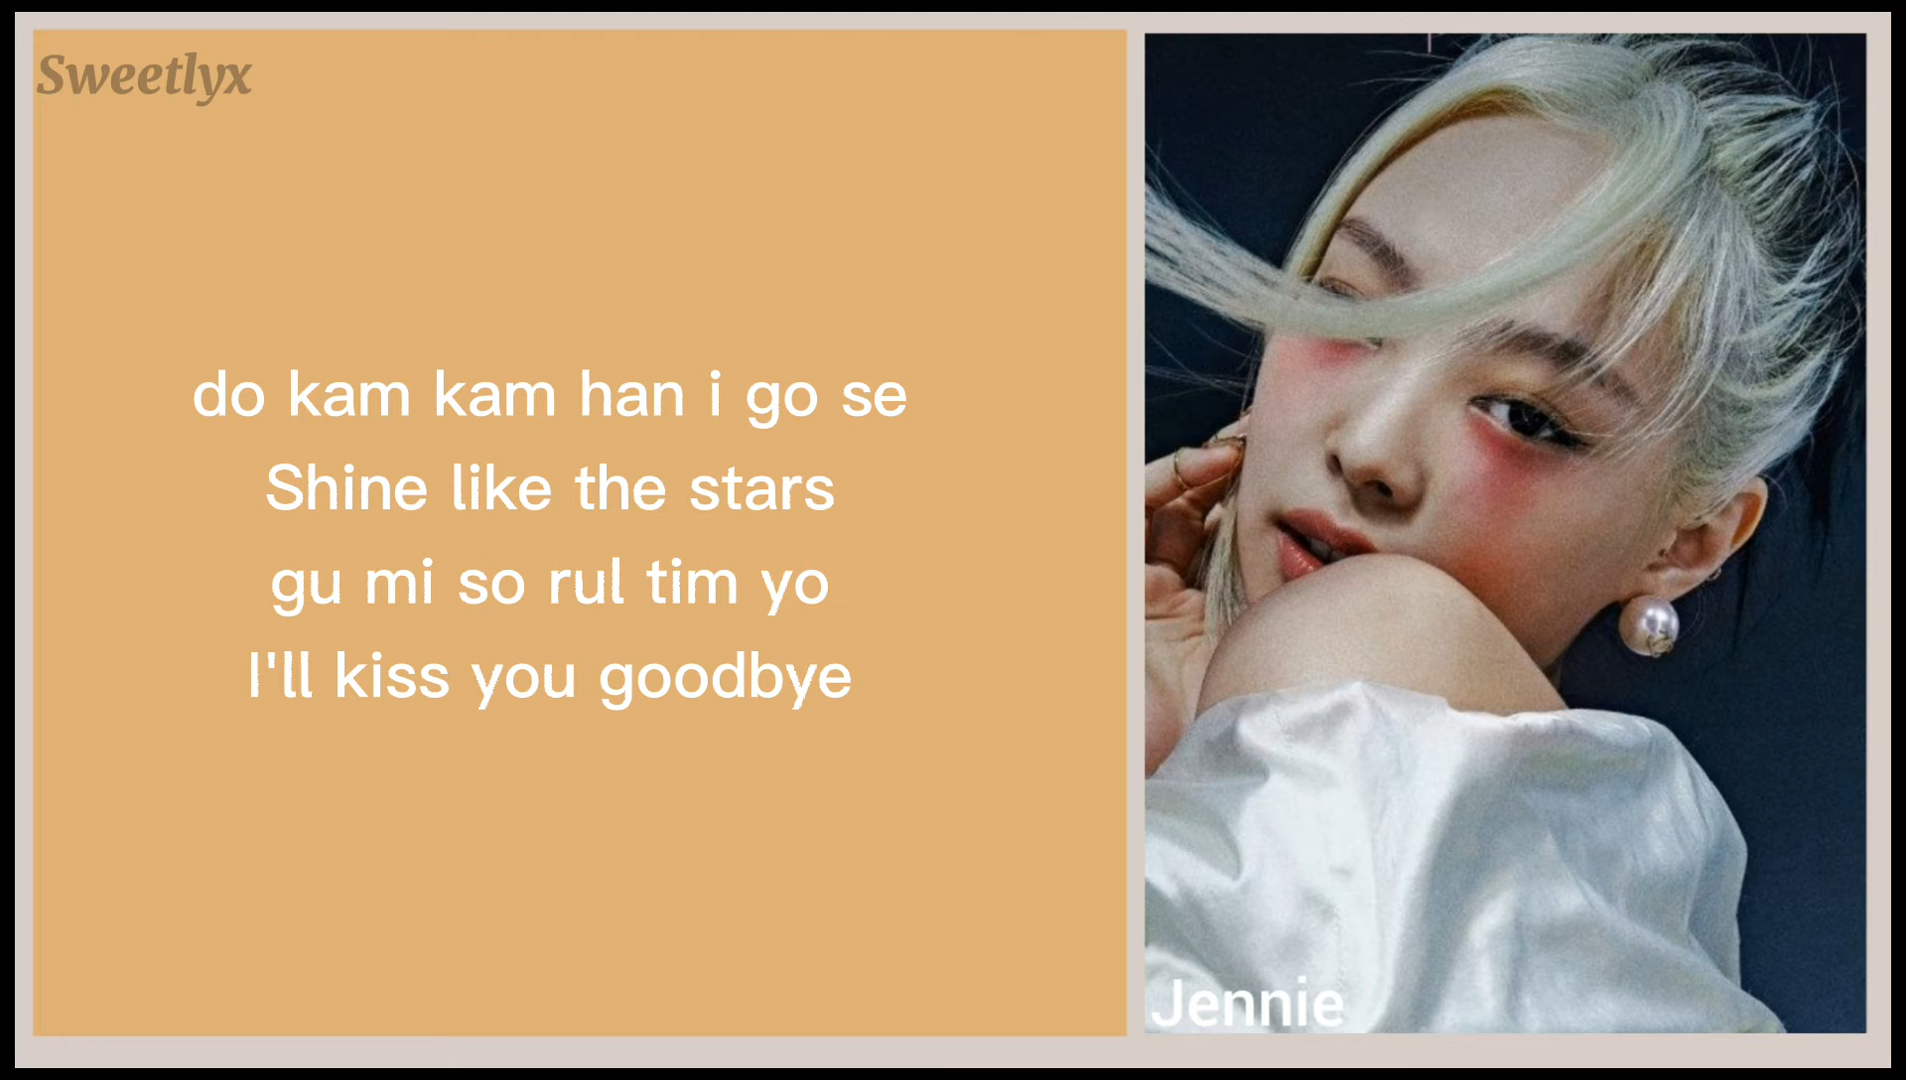 Sweetlyx
do kam kam han i go se
Shine like the stars
gu mi so rul tim yo
I'll kiss you goodbye
Jennie